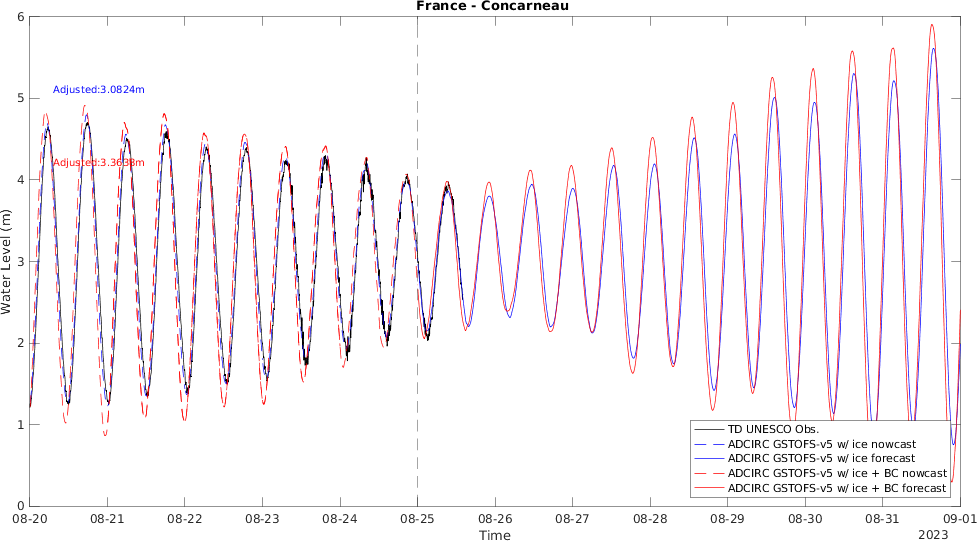 France - Concarneau
6
5
4
3
2
1
0
Water Level (m)
Adjusted:3.0824m
Adjusted:3.3638m
TD UNESCO Obs.
ADCIRC GSTOFS-v5 w/ ice nowcast
ADCIRC GSTOFS-v5 w/ ice forecast
ADCIRC GSTOFS-v5 w/ ice + BC nowcast
ADCIRC GSTOFS-v5 w/ ice + BC forecast
08-20 08-21 08-22 08-23 08-24 08-25 08-26 08-27 08-28 08-29 08-30 08-31 09-01
Time
2023